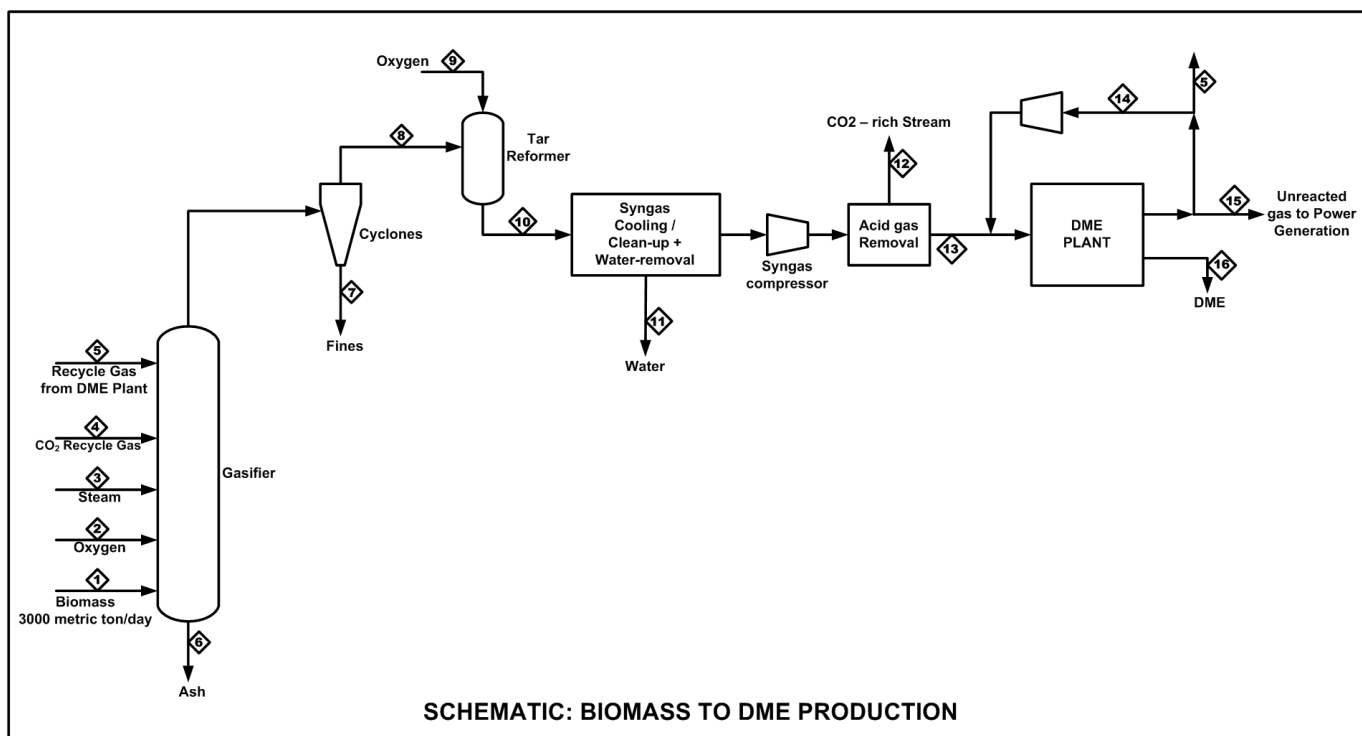 Oxygen
9
5
14
8
Tar
Reformer
CO2 – rich Stream
12
Cyclones
10
Syngas
Cooling /
Clean-up +
Water-removal
Syngas
compressor
Acid gas
Removal
13
DME
PLANT
15
Unreacted
gas to Power
Generation
16
DME
7
Fines
11
Water
5
Recycle Gas
from DME Plant
4
CO₂ Recycle Gas
3
Steam
2
Oxygen
1
Biomass
3000 metric ton/day
Gasifier
6
Ash
SCHEMATIC: BIOMASS TO DME PRODUCTION